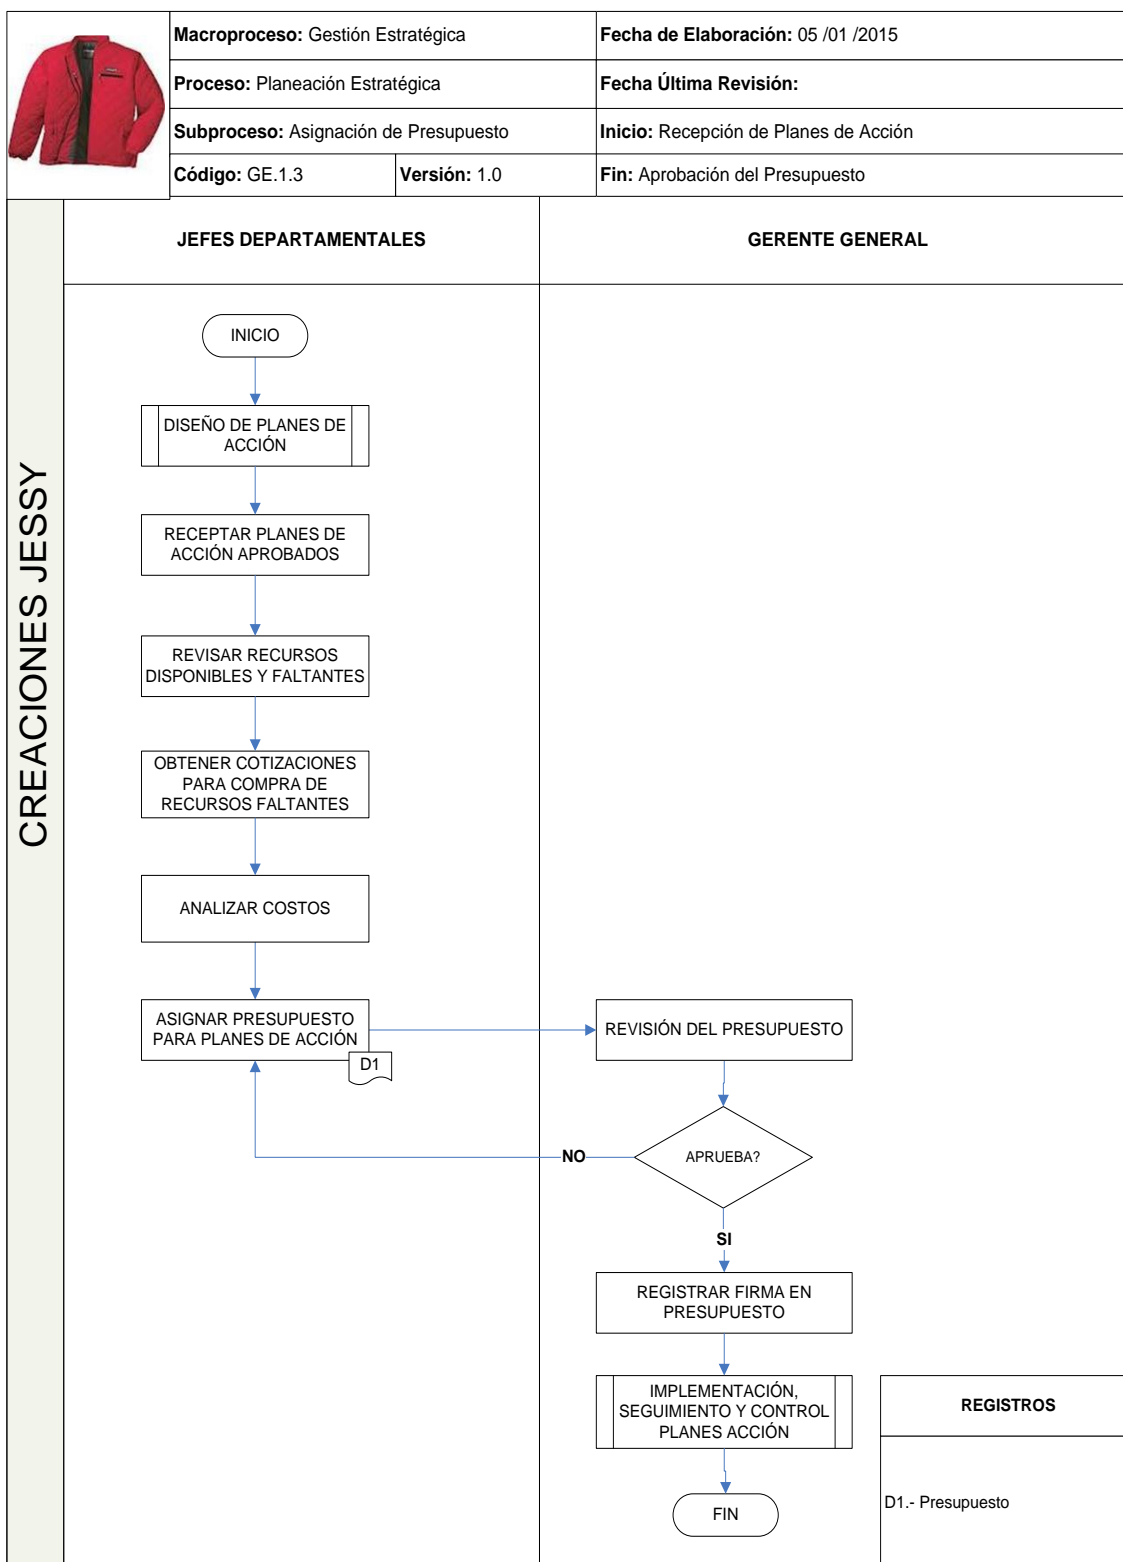 Macroproceso: Gestión Estratégica
Fecha de Elaboración: 05 /01 /2015
Proceso: Planeación Estratégica
Fecha Última Revisión:
Subproceso: Asignación de Presupuesto
Inicio: Recepción de Planes de Acción
Código: GE.1.3
Versión: 1.0
Fin: Aprobación del Presupuesto
CREACIONES JESSY
JEFES DEPARTAMENTALES
GERENTE GENERAL
INICIO
DISEÑO DE PLANES DE
ACCIÓN
RECEPTAR PLANES DE
ACCIÓN APROBADOS
REVISAR RECURSOS
DISPONIBLES Y FALTANTES
OBTENER COTIZACIONES
PARA COMPRA DE
RECURSOS FALTANTES
ANALIZAR COSTOS
ASIGNAR PRESUPUESTO
PARA PLANES DE ACCIÓN
D1
REVISIÓN DEL PRESUPUESTO
APRUEBA?
NO
SI
REGISTRAR FIRMA EN
PRESUPUESTO
IMPLEMENTACIÓN,
SEGUIMIENTO Y CONTROL
PLANES ACCIÓN
FIN
REGISTROS
D1.- Presupuesto